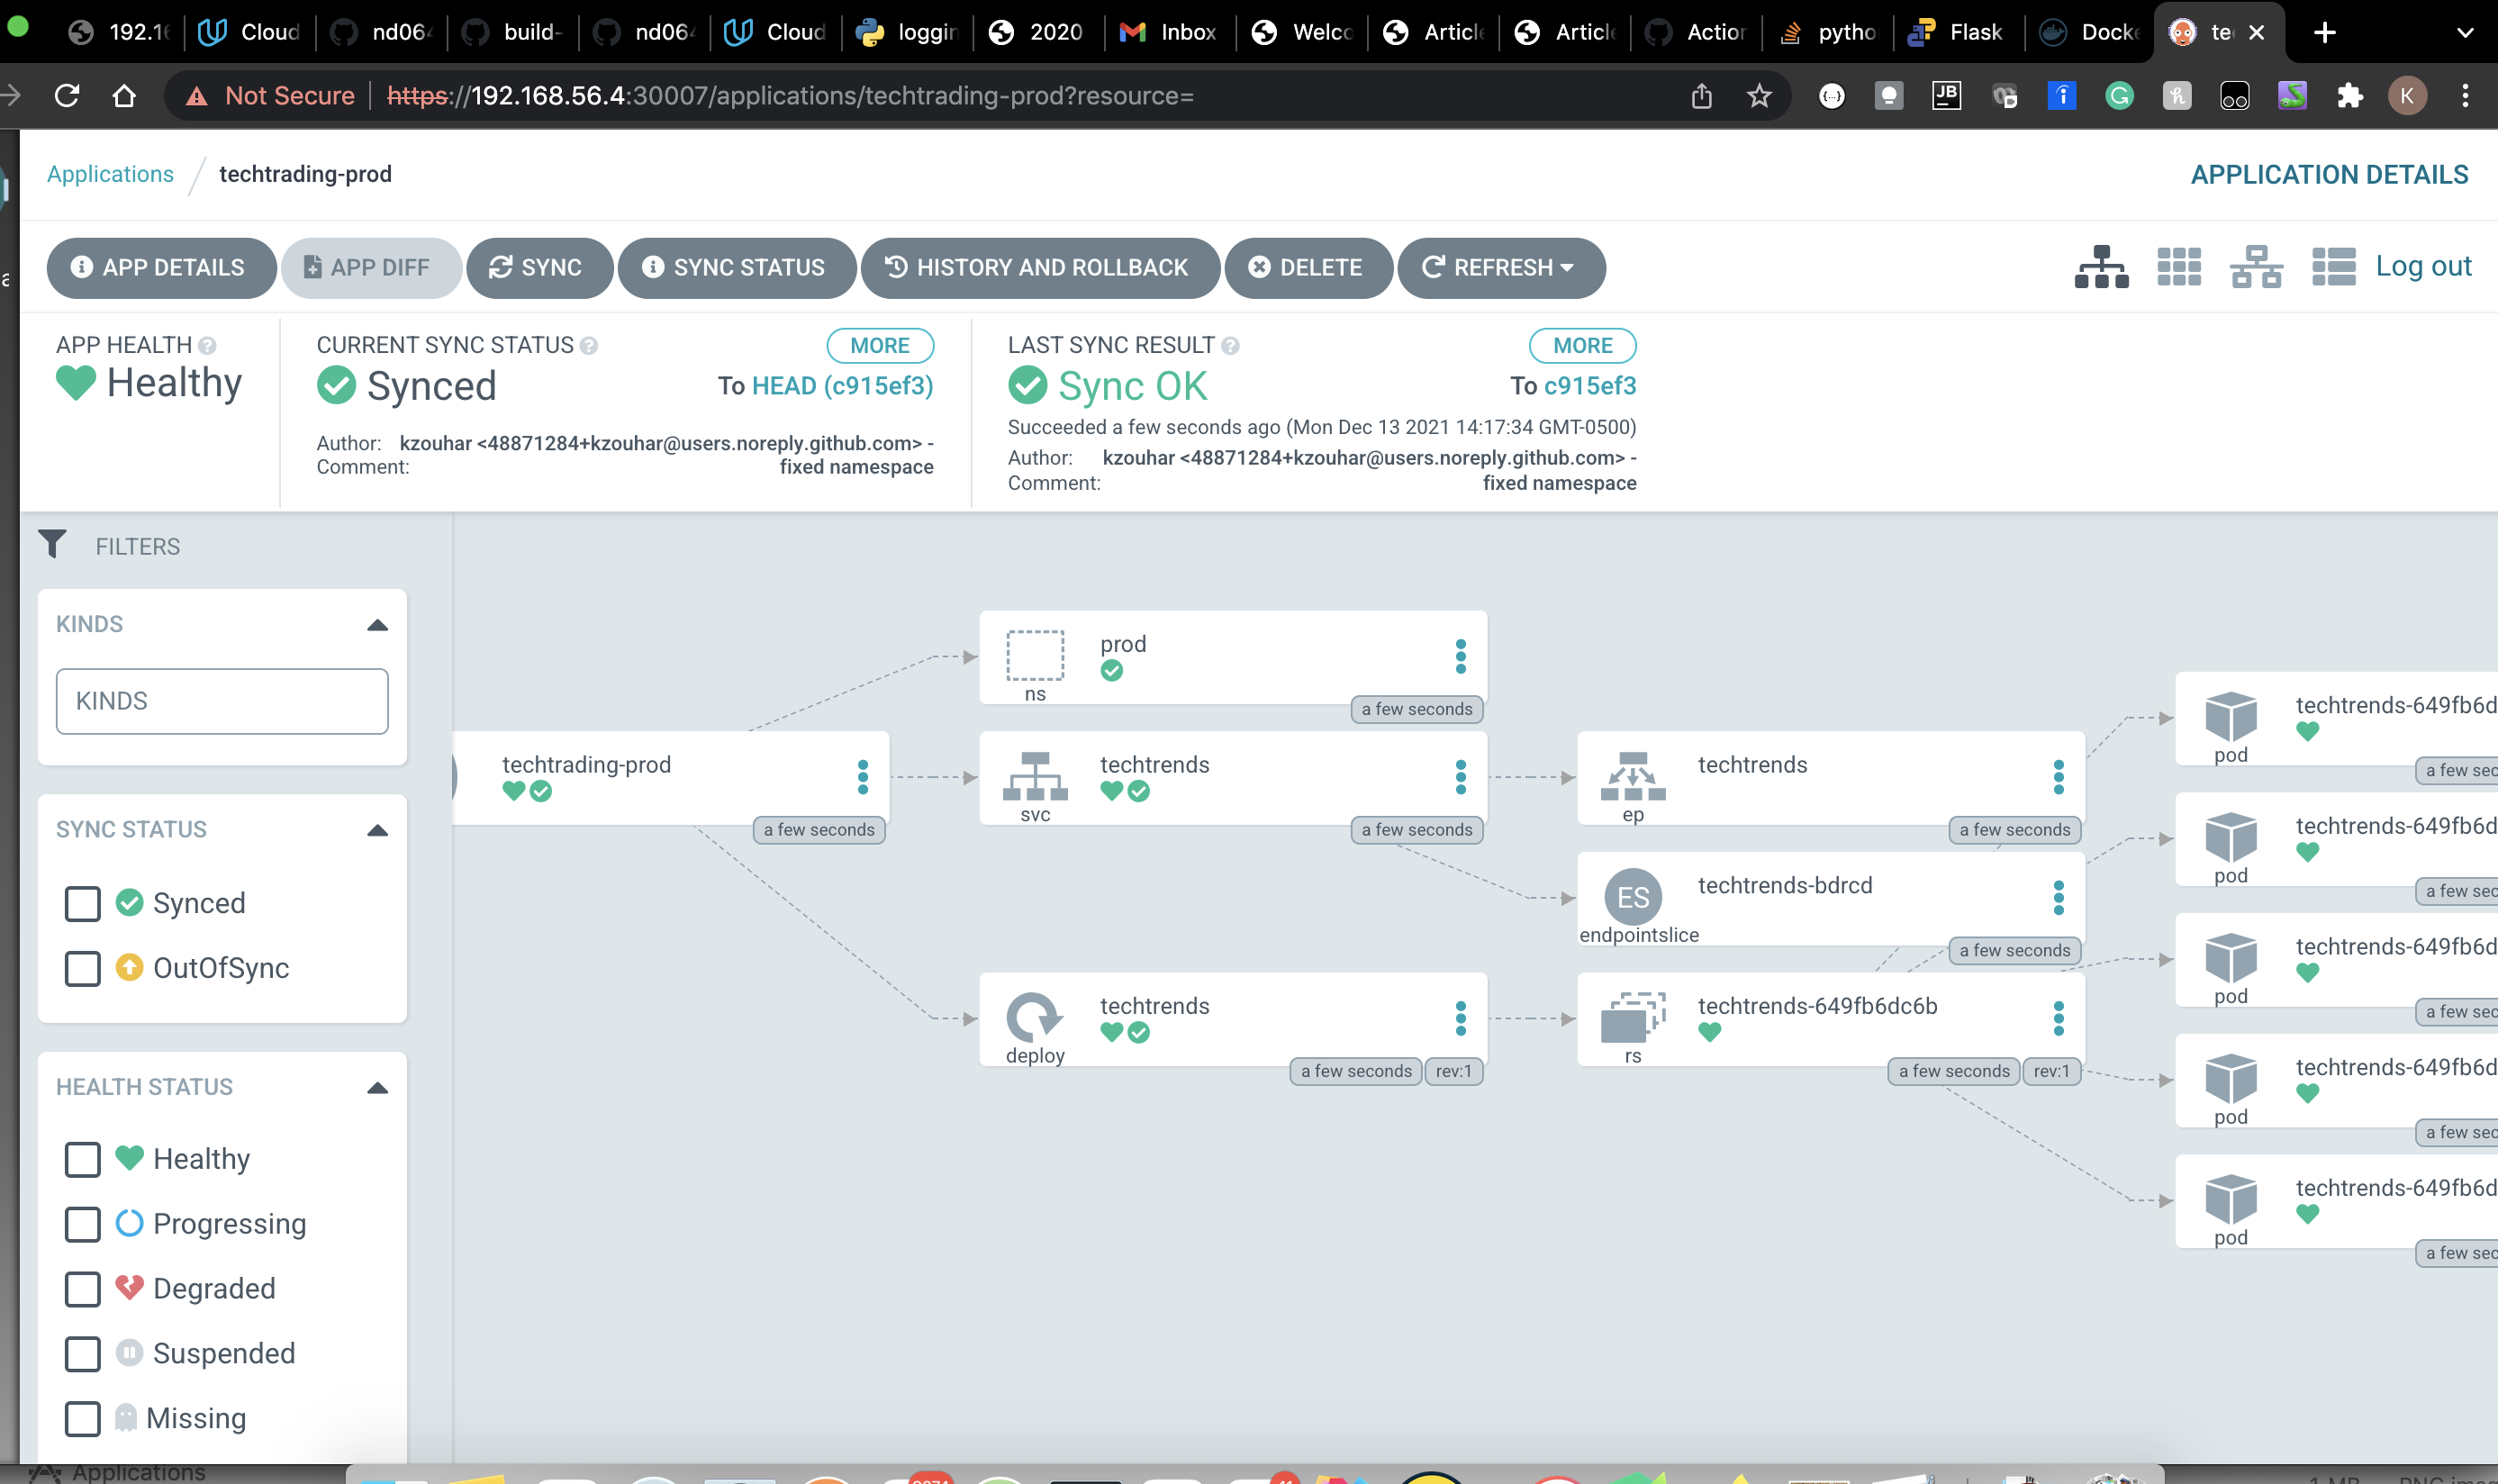 192.1
Cloud
nd064
build-
nd064
Cloud
loggin
2020
Inbox
Welco
Article
Article
Action
pytho
Flask
Docke
te
Not Secure
https://192.168.56.4:30007/applications/techtrading-prod?resource=
JB
K
Applications / techtrading-prod
APPLICATION DETAILS
APP DETAILS
APP DIFF
SYNC
SYNC STATUS
HISTORY AND ROLLBACK
DELETE
REFRESH
Log out
APP HEALTH
Healthy
CURRENT SYNC STATUS
MORE
Synced
To HEAD (c915ef3)
Author: kzouhar <48871284+kzouhar@users.noreply.github.com> -
Comment: fixed namespace
LAST SYNC RESULT
MORE
Sync OK
To c915ef3
Succeeded a few seconds ago (Mon Dec 13 2021 14:17:34 GMT-0500)
Author: kzouhar <48871284+kzouhar@users.noreply.github.com> -
Comment: fixed namespace
FILTERS
KINDS
KINDS
SYNC STATUS
Synced
OutOfSync
HEALTH STATUS
Healthy
Progressing
Degraded
Suspended
Missing
techtrading-prod
a few seconds
prod
ns
a few seconds
techtrends
svc
a few seconds
techtrends
deploy
a few seconds
rev:1
techtrends
ep
a few seconds
techtrends-bdrcd
ES
endpointslice
a few seconds
techtrends-649fb6dc6b
rs
a few seconds
rev:1
techtrends-649fb6d
pod
a few sec
techtrends-649fb6d
pod
a few sec
techtrends-649fb6d
pod
a few sec
techtrends-649fb6d
pod
a few sec
techtrends-649fb6d
pod
a few sec
Applications